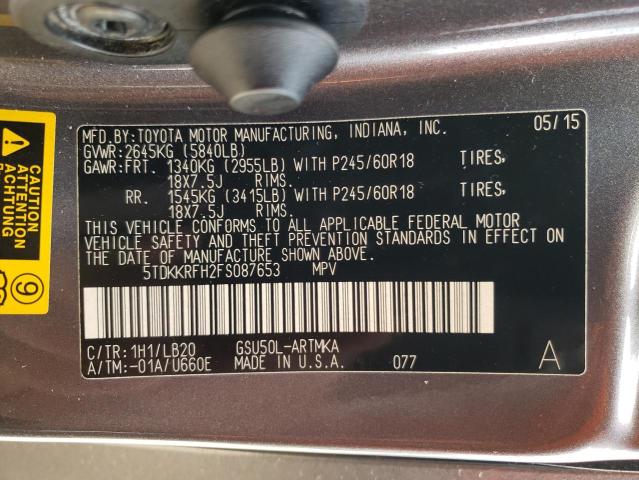 MFD. BY: TOYOTA MOTOR MANUFACTURING, INDIANA, INC. 05/15
GVWR: 2645KG (5840LB)
GAWR: FRT. 1340KG (2955LB) WITH P245/60R18 TIRES,
18X7.5J RIMS.
RR. 1545KG (3415LB) WITH P245/60R18 TIRES,
18X7.5J RIMS.
THIS VEHICLE CONFORMS TO ALL APPLICABLE FEDERAL MOTOR
VEHICLE SAFETY AND THEFT PREVENTION STANDARDS IN EFFECT ON
THE DATE OF MANUFACTURE SHOWN ABOVE.
5TDKKRFH2FS087653 MPV
C/TR: 1H1/LB20 GSU50L-ARTMKA
A/TM: -01A/U660E MADE IN U.S.A. 077 A
CAUTION
ATTENTION
ACHTUNG
9